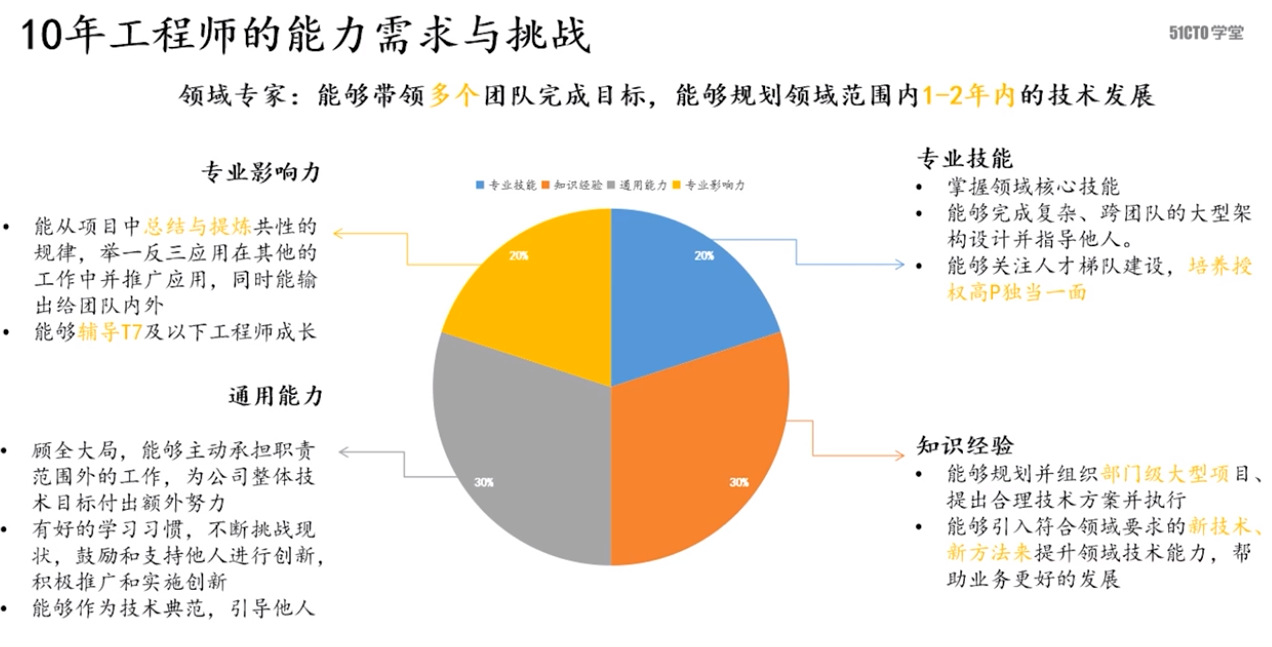 10年工程师的能力需求与挑战
51CTO学堂
领域专家：能够带领多个团队完成目标，能够规划领域范围内1-2年内的技术发展
专业影响力
• 能从项目中总结与提炼共性的
规律，举一反三应用在其他的
工作中并推广应用，同时能输
出给团队内外
• 能够辅导T7及以下工程师成长
通用能力
• 顾全大局，能够主动承担职责
范围外的工作，为公司整体技
术目标付出额外努力
• 有好的学习习惯，不断挑战现
状，鼓励和支持他人进行创新，
积极推广和实施创新
• 能够作为技术典范，引导他人
专业技能 知识经验 通用能力 专业影响力
20%
20%
30%
30%
专业技能
• 掌握领域核心技能
• 能够完成复杂、跨团队的大型架
构设计并指导他人。
• 能够关注人才梯队建设，培养授
权高P独当一面
知识经验
• 能够规划并组织部门级大型项目、
提出合理技术方案并执行
• 能够引入符合领域要求的新技术、
新方法来提升领域技术能力，帮
助业务更好的发展